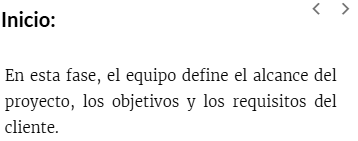 Inicio:
En esta fase, el equipo define el alcance del
proyecto, los objetivos y los requisitos del
cliente.